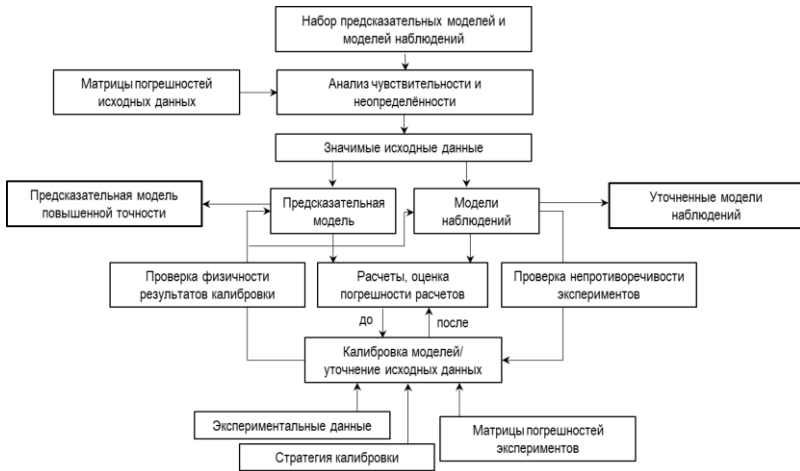 Набор предсказательных моделей и
моделей наблюдений
Матрицы погрешностей
исходных данных
Анализ чувствительности и
неопределённости
Значимые исходные данные
Предсказательная модель
повышенной точности
Предсказательная
модель
Модели
наблюдений
Уточненные модели
наблюдений
Проверка физичности
результатов калибровки
Расчеты, оценка
погрешности расчетов
Проверка непротиворечивости
экспериментов
до
после
Калибровка моделей/
уточнение исходных данных
Экспериментальные данные
Стратегия калибровки
Матрицы погрешностей
экспериментов